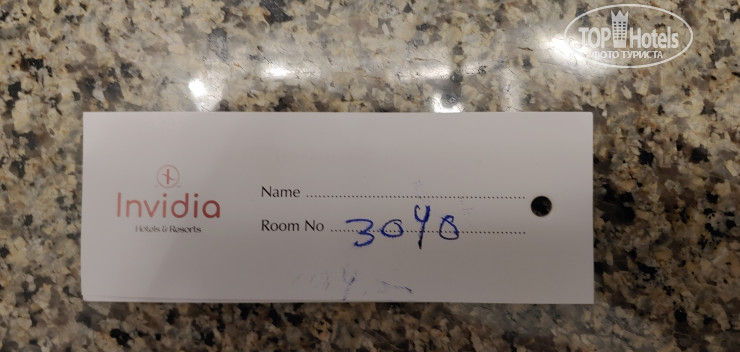 TOP Hotels
ФОТО ТУРИСТА
Invidia
Hotels & Resorts
Name ..........................................
Room No 3040